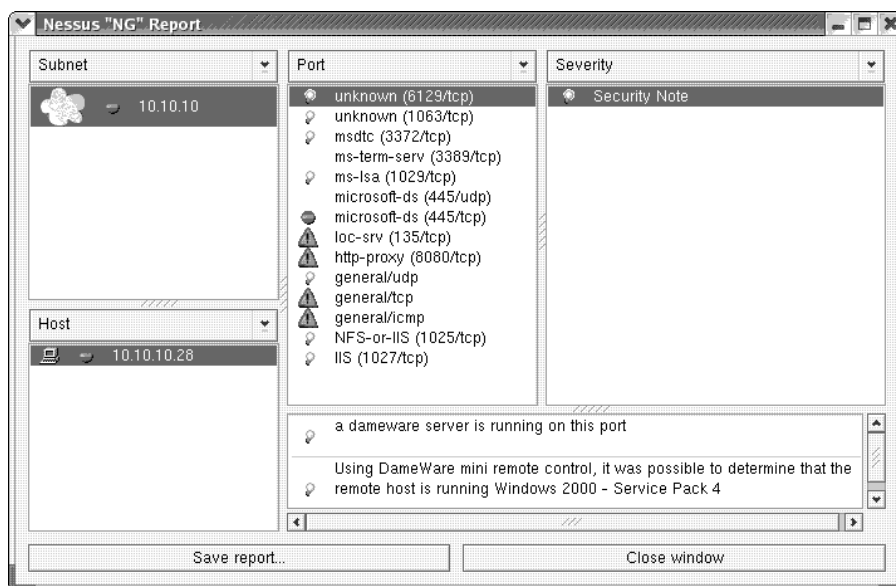 Nessus "NG" Report
Subnet
10.10.10
Host
10.10.10.28
Port
unknown (6129/tcp)
unknown (1063/tcp)
msdtc (3372/tcp)
ms-term-serv (3389/tcp)
ms-lsa (1029/tcp)
microsoft-ds (445/udp)
microsoft-ds (445/tcp)
loc-srv (135/tcp)
http-proxy (8080/tcp)
general/udp
general/tcp
general/icmp
NFS-or-IIS (1025/tcp)
IIS (1027/tcp)
Severity
Security Note
a dameware server is running on this port
Using DameWare mini remote control, it was possible to determine that the
remote host is running Windows 2000 - Service Pack 4
Save report...
Close window